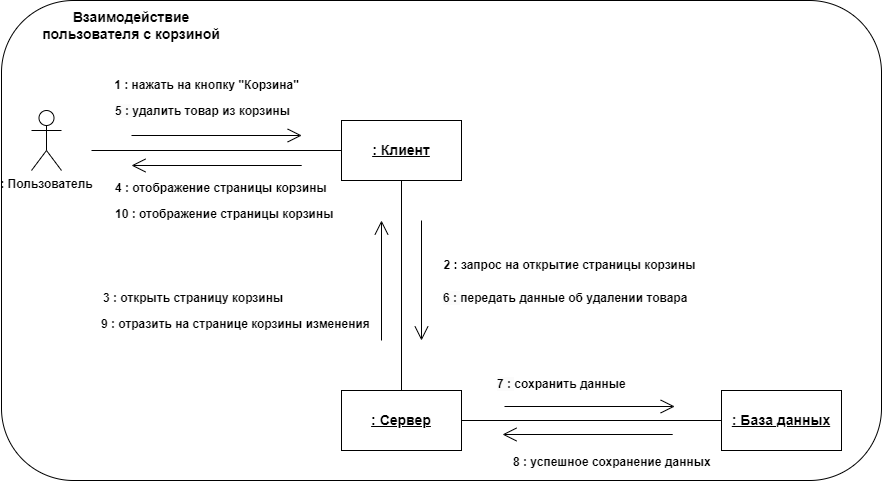 Взаимодействие
пользователя с корзиной
1 : нажать на кнопку "Корзина"
5 : удалить товар из корзины
: Клиент
: Пользователь
4 : отображение страницы корзины
10 : отображение страницы корзины
2 : запрос на открытие страницы корзины
6 : передать данные об удалении товара
3 : открыть страницу корзины
9 : отразить на странице корзины изменения
7 : сохранить данные
: Сервер
: База данных
8 : успешное сохранение данных